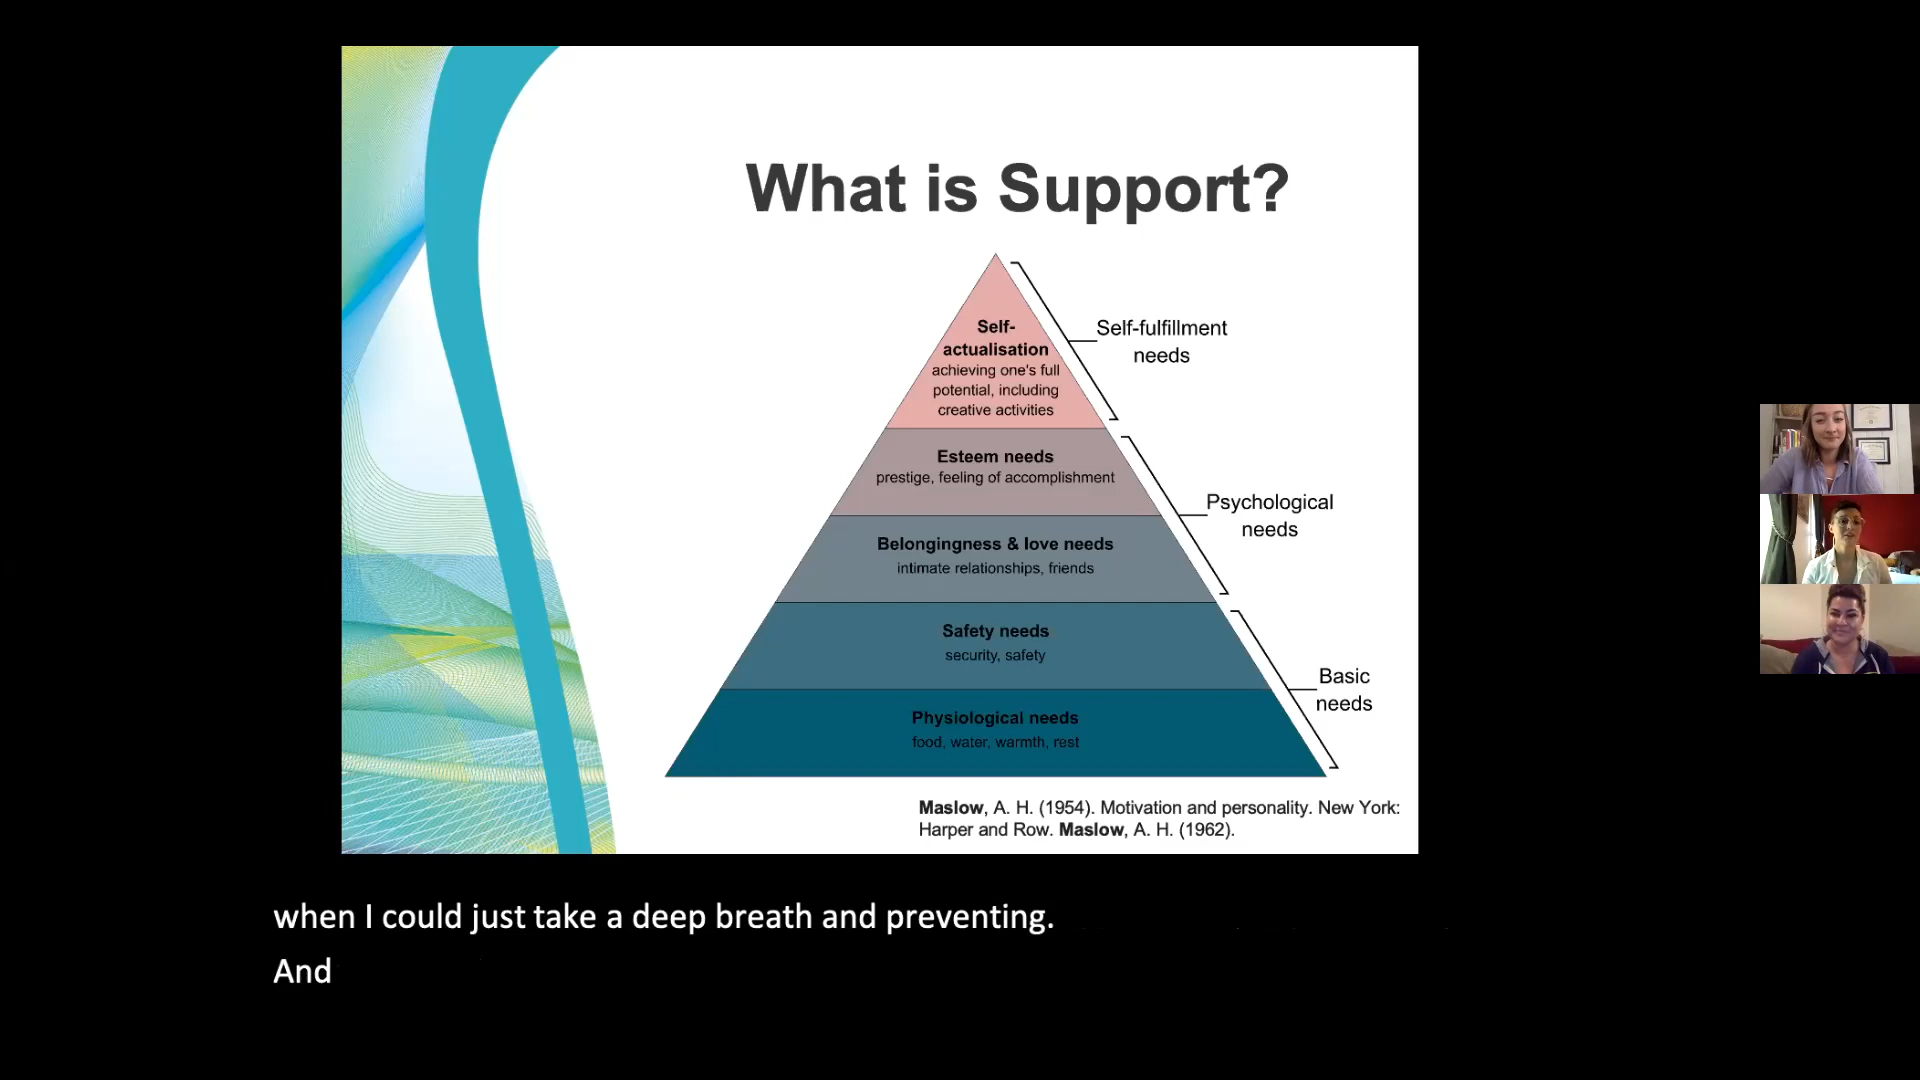 What is Support?
Self-
actualisation
achieving one's full
potential, including
creative activities
Self-fulfillment
needs
Esteem needs
prestige, feeling of accomplishment
Psychological
needs
Belongingness & love needs
intimate relationships, friends
Safety needs
security, safety
Basic
needs
Physiological needs
food, water, warmth, rest
Maslow, A. H. (1954). Motivation and personality. New York:
Harper and Row. Maslow, A. H. (1962).
when I could just take a deep breath and preventing.
And